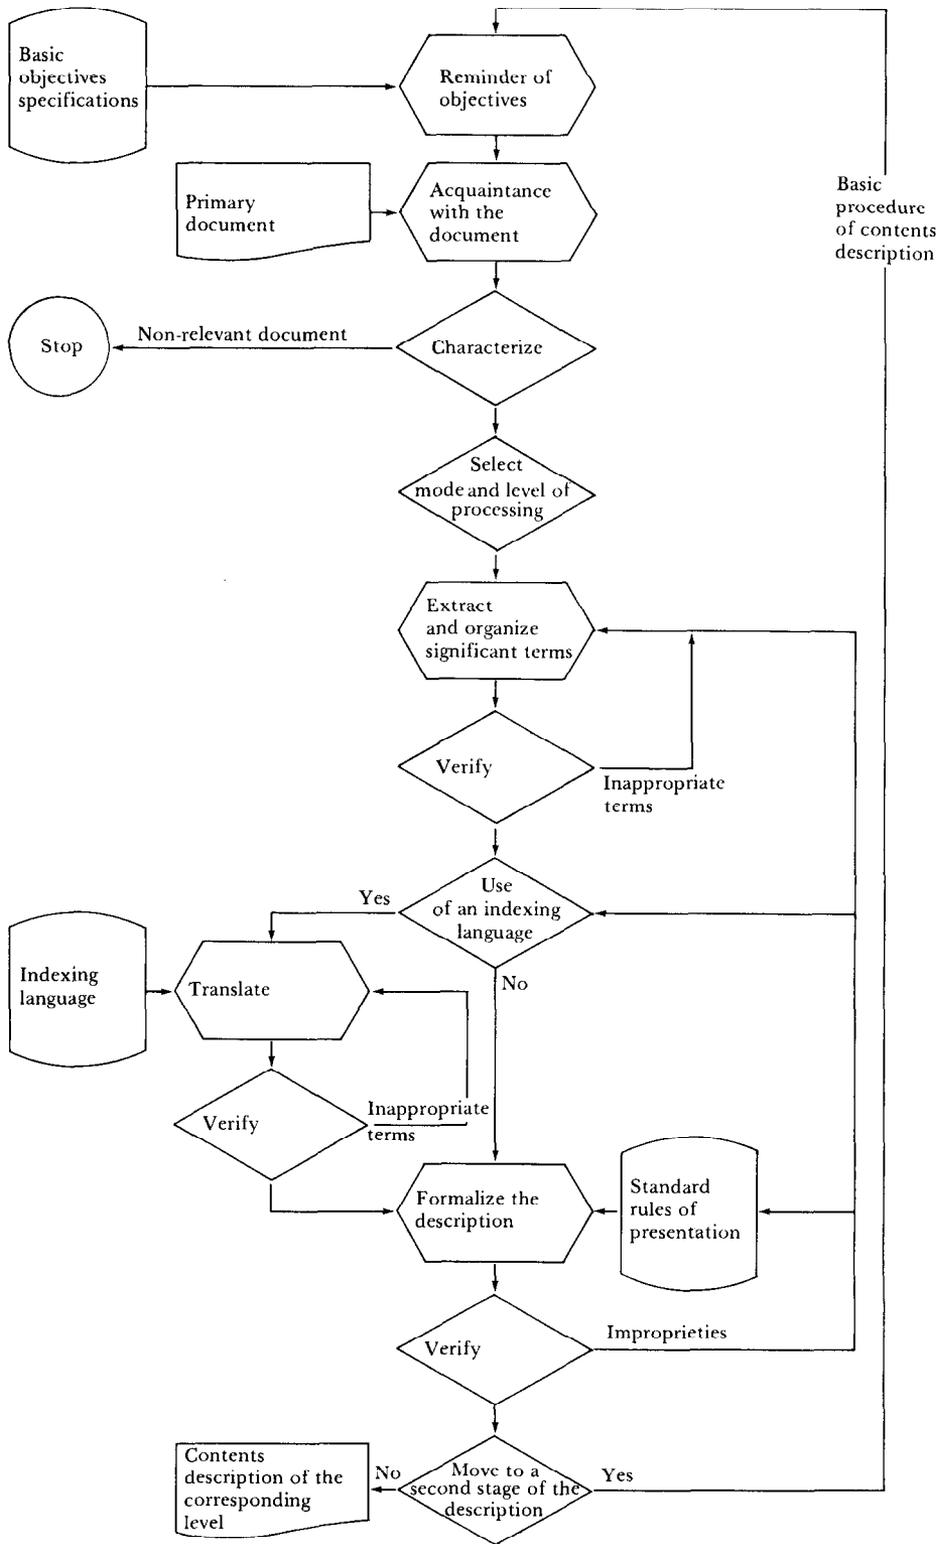 Basic
objectives
specifications
Reminder of
objectives
Primary
document
Acquaintance
with the
document
Basic
procedure
of contents
description
Stop
Non-relevant document
Characterize
Select
mode and level of
processing
Extract
and organize
significant terms
Verify
Inappropriate
terms
Use
of an indexing
language
Yes
No
Indexing
language
Translate
Verify
Inappropriate
terms
Formalize the
description
Standard
rules of
presentation
Verify
Improprieties
Contents
description of the
corresponding
level
No
Move to a
second stage of the
description
Yes